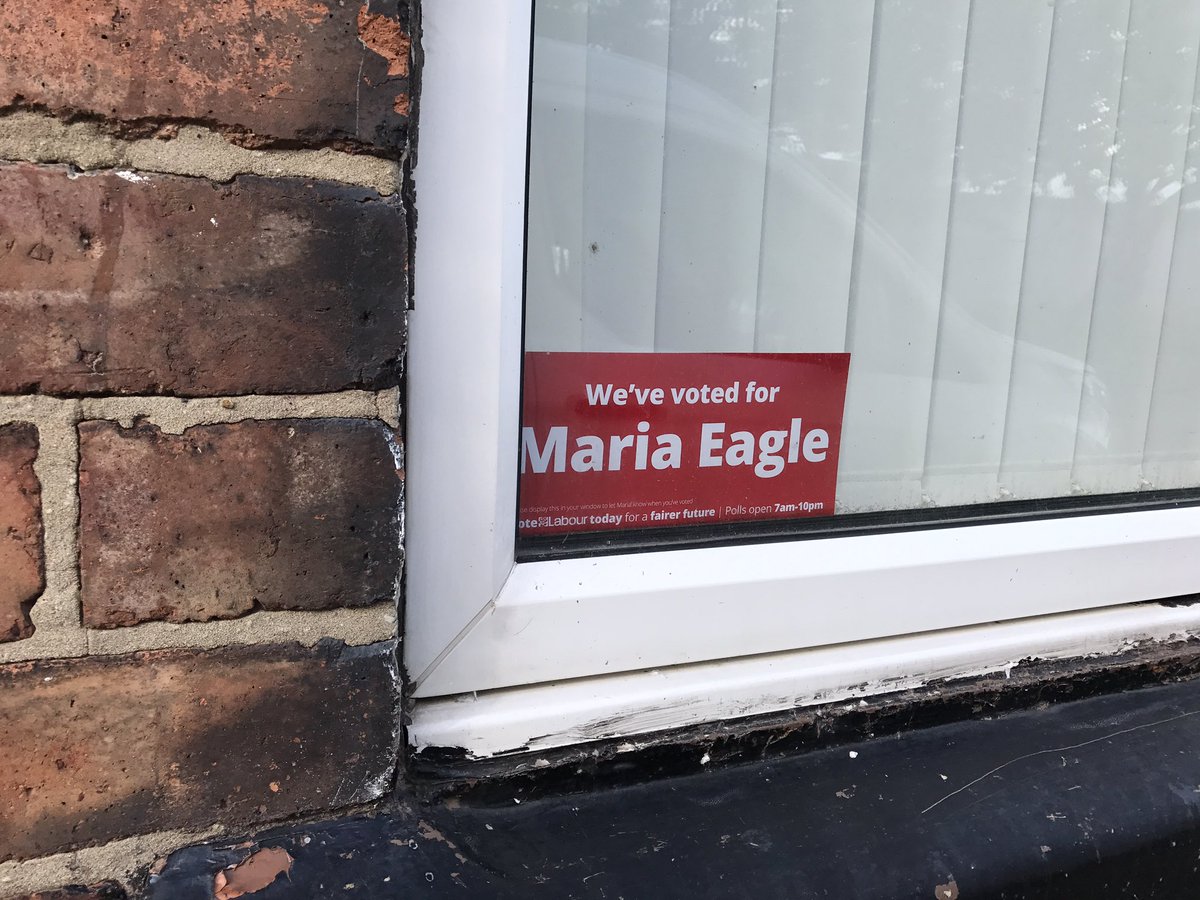 We've voted for
Maria Eagle
display this in your window to let Maria know when you've voted
Labour today for a fairer future | Polls open 7am-10pm